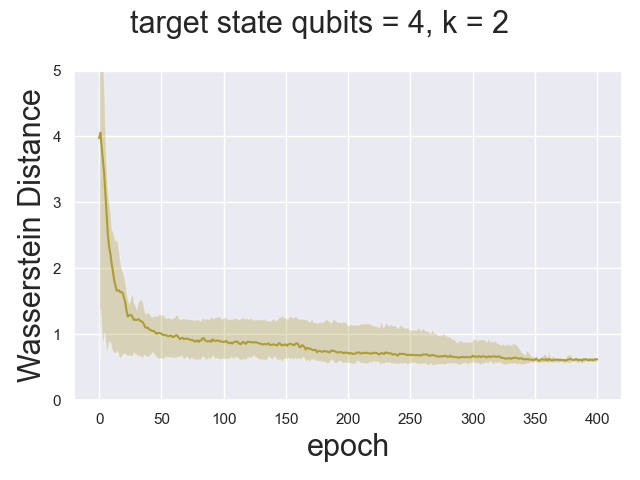 target state qubits = 4, k = 2
Wasserstein Distance
5
4
3
2
1
0
0 50 100 150 200 250 300 350 400
epoch